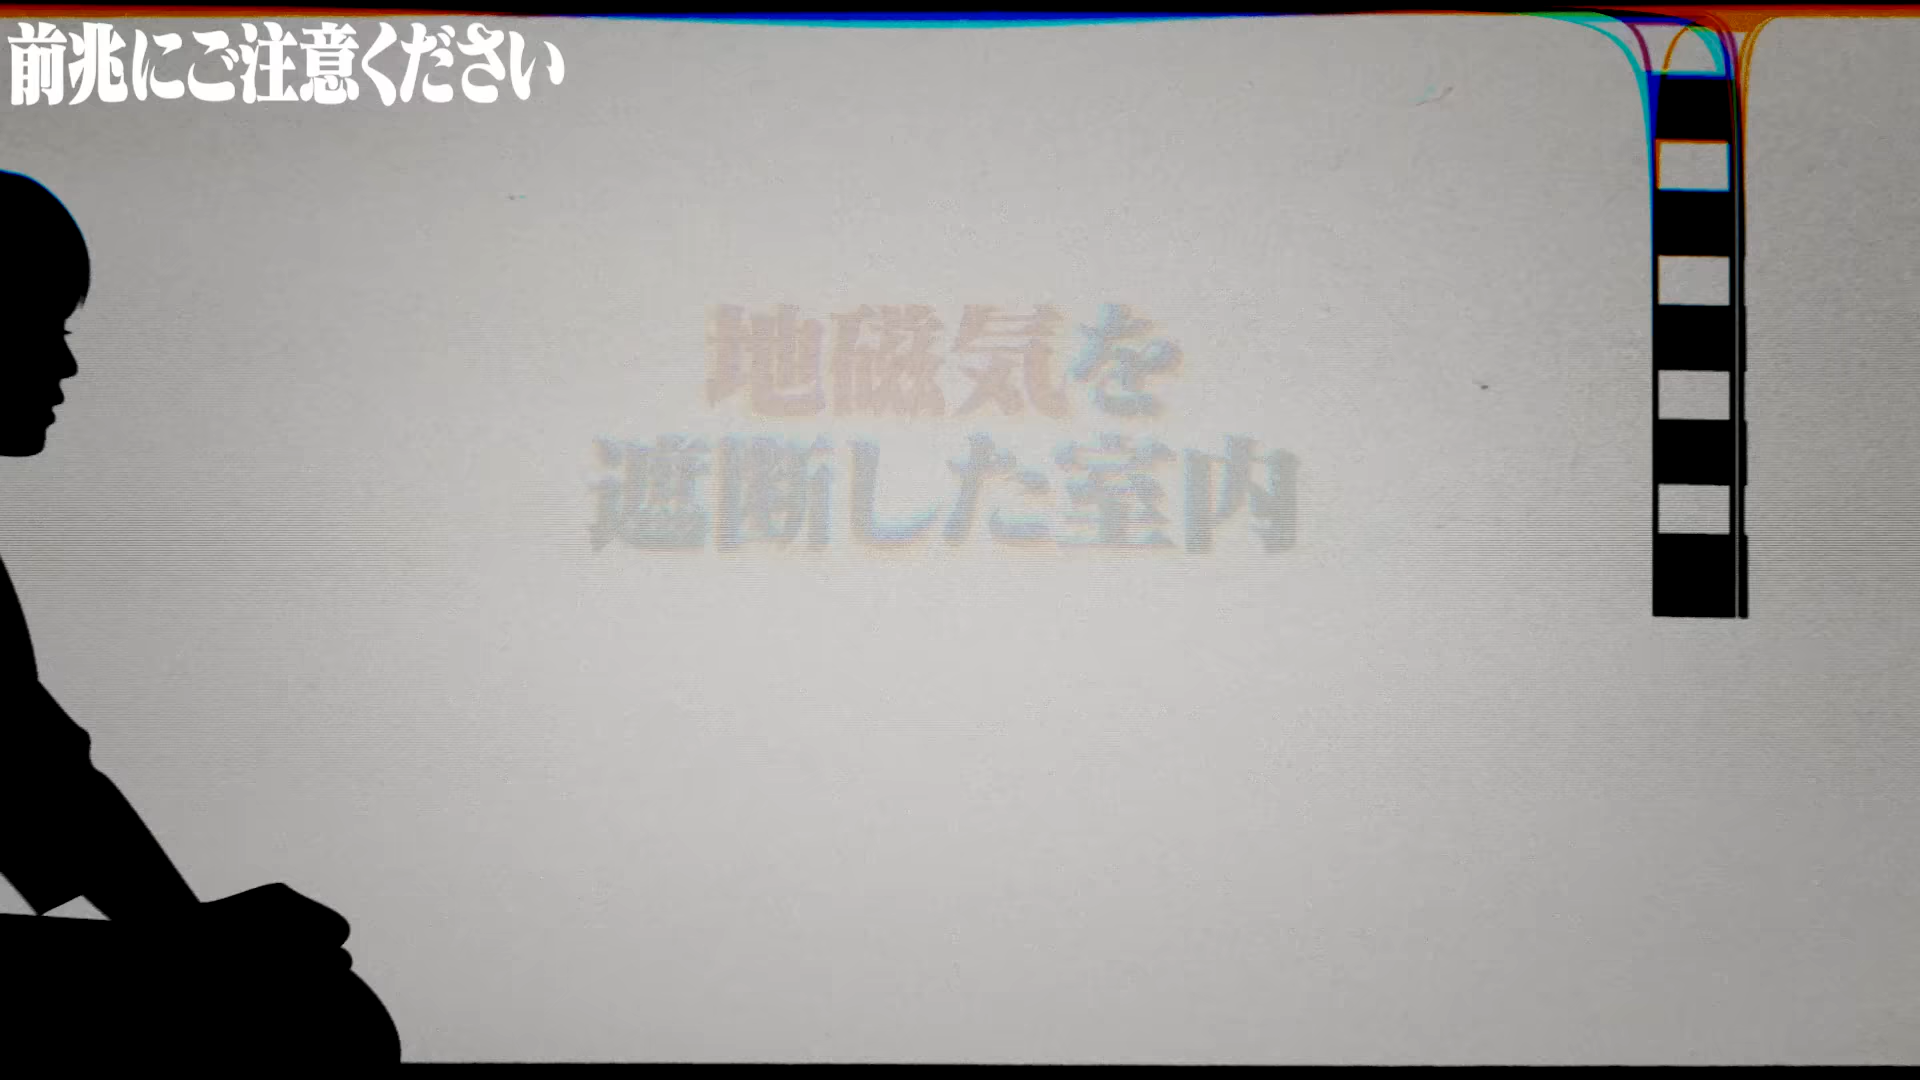 前兆にご注意ください
地磁気を
遮断した室内